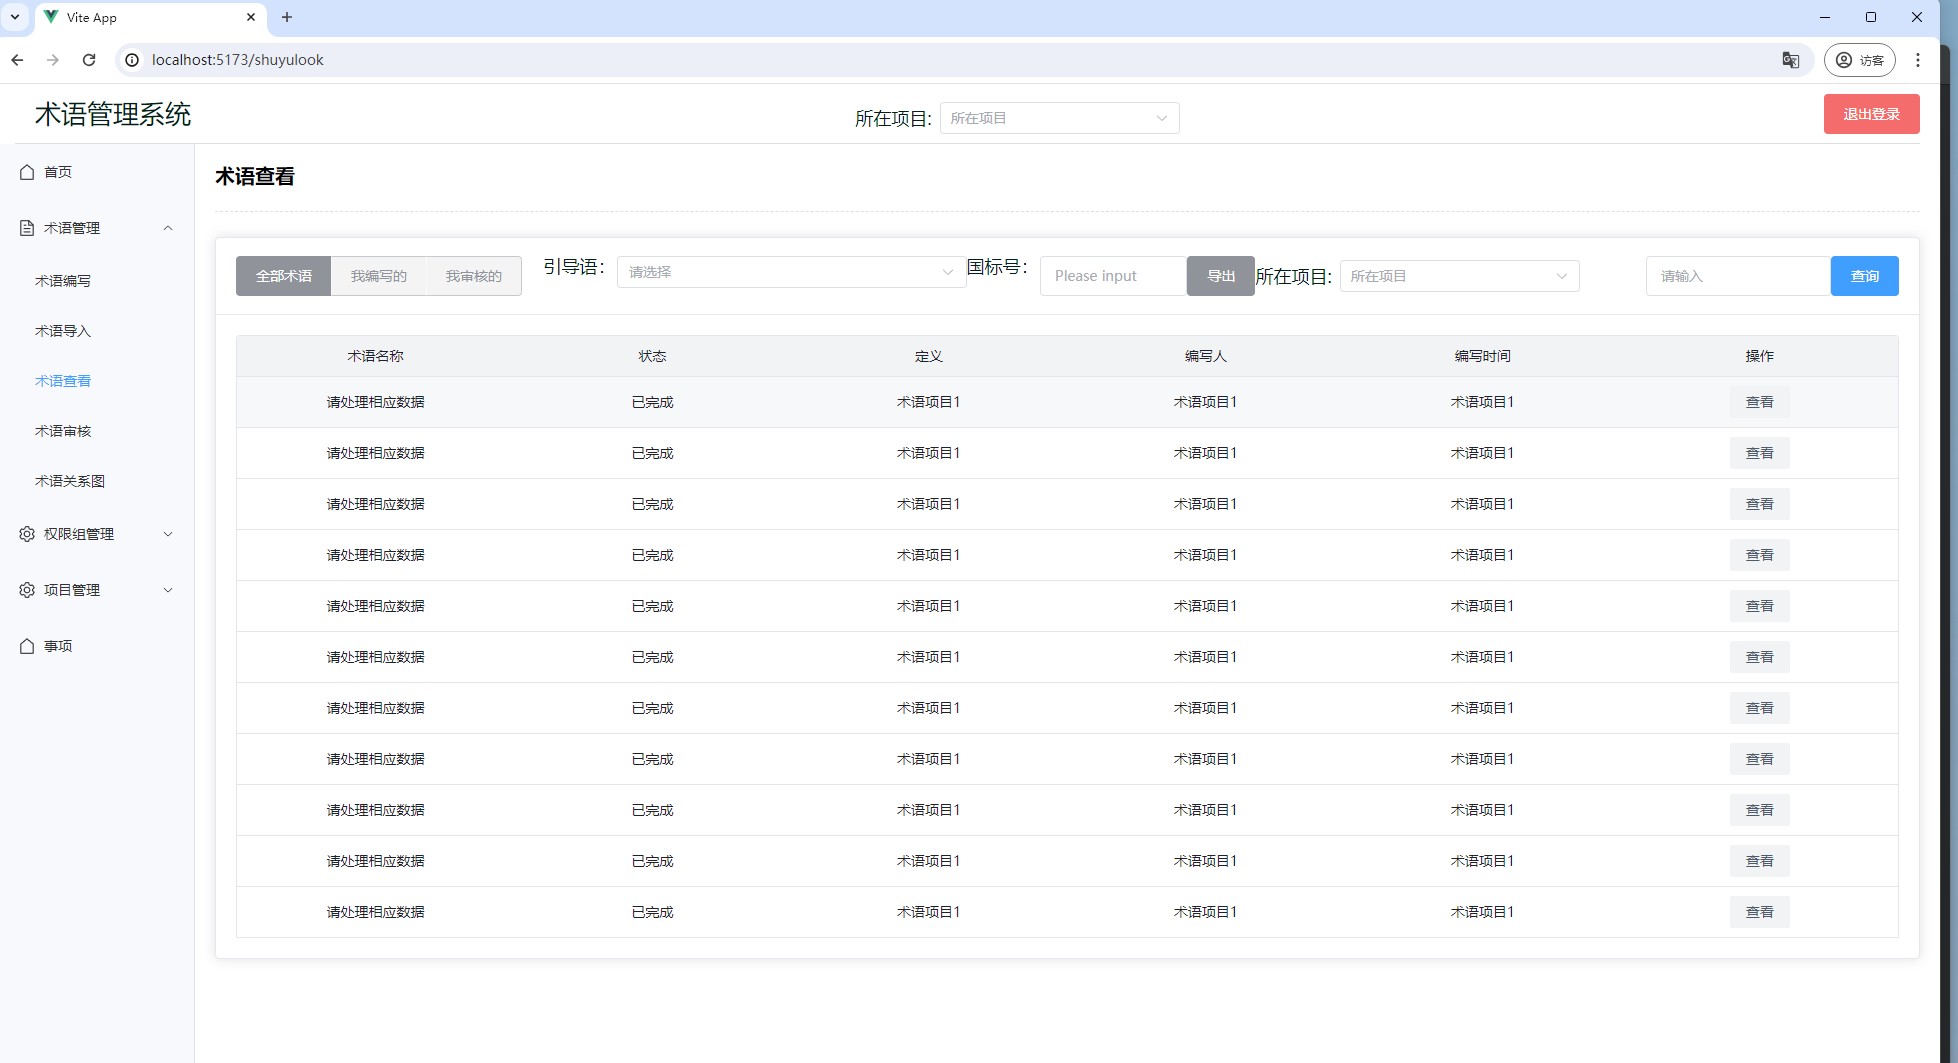 Vite App
localhost:5173/shuyulook
访客
术语管理系统
所在项目: 所在项目
退出登录
首页
术语管理
术语编写
术语导入
术语查看
术语审核
术语关系图
权限组管理
项目管理
事项
术语查看
全部术语 我编写的 我审核的 引导语： 请选择 国标号： Please input 导出 所在项目: 所在项目 请输入 查询
术语名称 状态 定义 编写人 编写时间 操作
请处理相应数据 已完成 术语项目1 术语项目1 术语项目1 查看
请处理相应数据 已完成 术语项目1 术语项目1 术语项目1 查看
请处理相应数据 已完成 术语项目1 术语项目1 术语项目1 查看
请处理相应数据 已完成 术语项目1 术语项目1 术语项目1 查看
请处理相应数据 已完成 术语项目1 术语项目1 术语项目1 查看
请处理相应数据 已完成 术语项目1 术语项目1 术语项目1 查看
请处理相应数据 已完成 术语项目1 术语项目1 术语项目1 查看
请处理相应数据 已完成 术语项目1 术语项目1 术语项目1 查看
请处理相应数据 已完成 术语项目1 术语项目1 术语项目1 查看
请处理相应数据 已完成 术语项目1 术语项目1 术语项目1 查看
请处理相应数据 已完成 术语项目1 术语项目1 术语项目1 查看